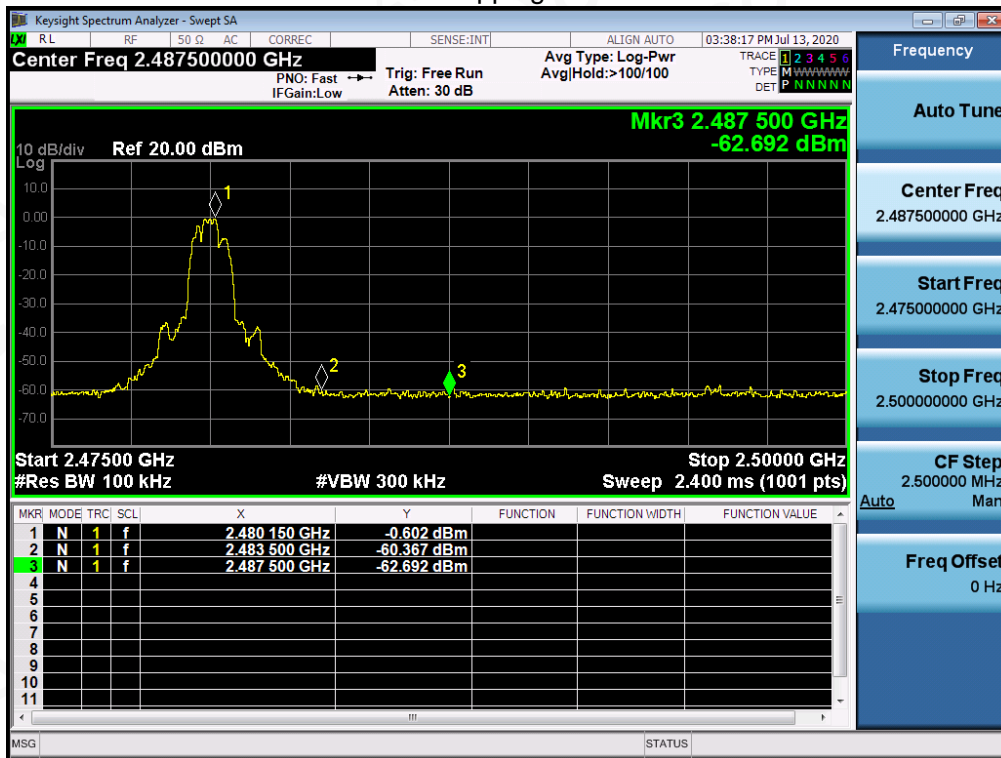 Keysight Spectrum Analyzer - Swept SA
LXI RL RF 50 Ω AC CORREC SENSE:INT ALIGN AUTO 03:38:17 PM Jul 13, 2020
Center Freq 2.487500000 GHz
PNO: Fast
IFGain:Low
Trig: Free Run
Atten: 30 dB
Avg Type: Log-Pwr
Avg|Hold:>100/100
TRACE 1 2 3 4 5 6
TYPE M WWWWW
DET P N N N N N
Mkr3 2.487 500 GHz
-62.692 dBm
10 dB/div Ref 20.00 dBm
Log
10.0
0.00
-10.0
-20.0
-30.0
-40.0
-50.0
-60.0
-70.0
1
2
3
Start 2.47500 GHz Stop 2.50000 GHz
#Res BW 100 kHz #VBW 300 kHz Sweep 2.400 ms (1001 pts)
MKR MODE TRC SCL X Y FUNCTION FUNCTION WIDTH FUNCTION VALUE
1 N 1 f 2.480 150 GHz -0.602 dBm
2 N 1 f 2.483 500 GHz -60.367 dBm
3 N 1 f 2.487 500 GHz -62.692 dBm
4
5
6
7
8
9
10
11
MSG STATUS
Frequency
Auto Tune
Center Freq
2.487500000 GHz
Start Freq
2.475000000 GHz
Stop Freq
2.500000000 GHz
CF Step
2.500000 MHz
Auto Man
Freq Offset
0 Hz